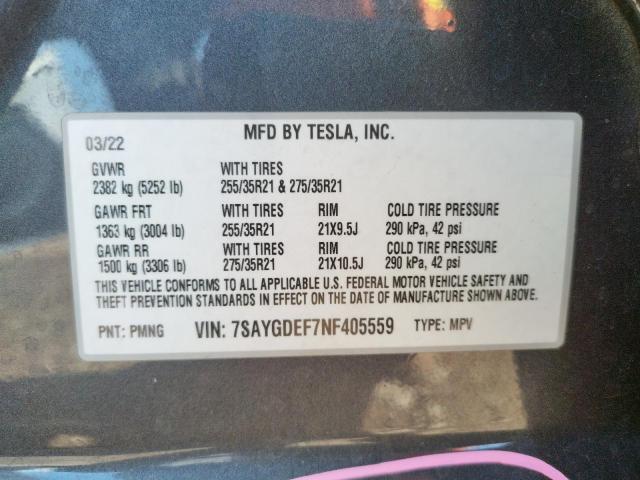 03/22 MFD BY TESLA, INC.
GVWR WITH TIRES
2382 kg (5252 lb) 255/35R21 & 275/35R21
GAWR FRT WITH TIRES RIM COLD TIRE PRESSURE
1363 kg (3004 lb) 255/35R21 21X9.5J 290 kPa, 42 psi
GAWR RR WITH TIRES RIM COLD TIRE PRESSURE
1500 kg (3306 lb) 275/35R21 21X10.5J 290 kPa, 42 psi
THIS VEHICLE CONFORMS TO ALL APPLICABLE U.S. FEDERAL MOTOR VEHICLE SAFETY AND
THEFT PREVENTION STANDARDS IN EFFECT ON THE DATE OF MANUFACTURE SHOWN ABOVE.
PNT: PMNG VIN: 7SAYGDEF7NF405559 TYPE: MPV